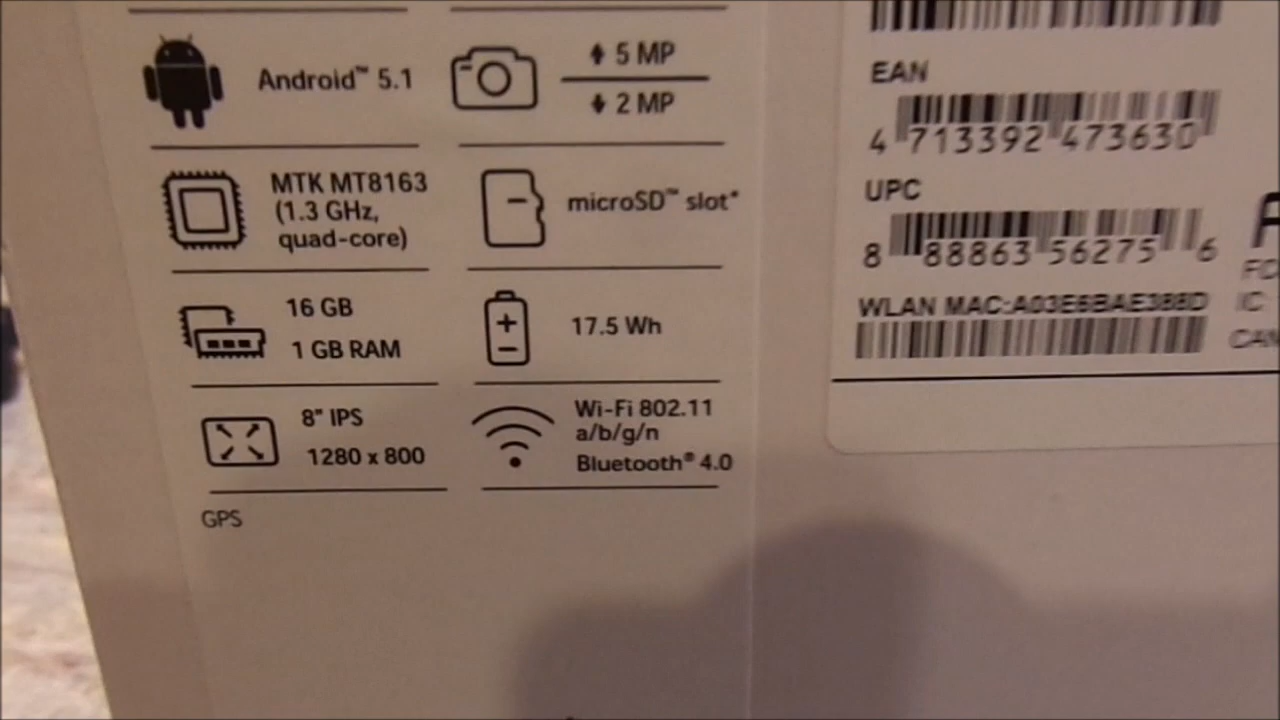 Android™ 5.1
5 MP
2 MP
MTK MT8163
(1.3 GHz,
quad-core)
microSD™ slot*
16 GB
1 GB RAM
17.5 Wh
8" IPS
1280 x 800
Wi-Fi 802.11
a/b/g/n
Bluetooth® 4.0
GPS
EAN
4 713392 473630
UPC
8 88863 56275 6
WLAN MAC:A03E6BAE388D
IC: